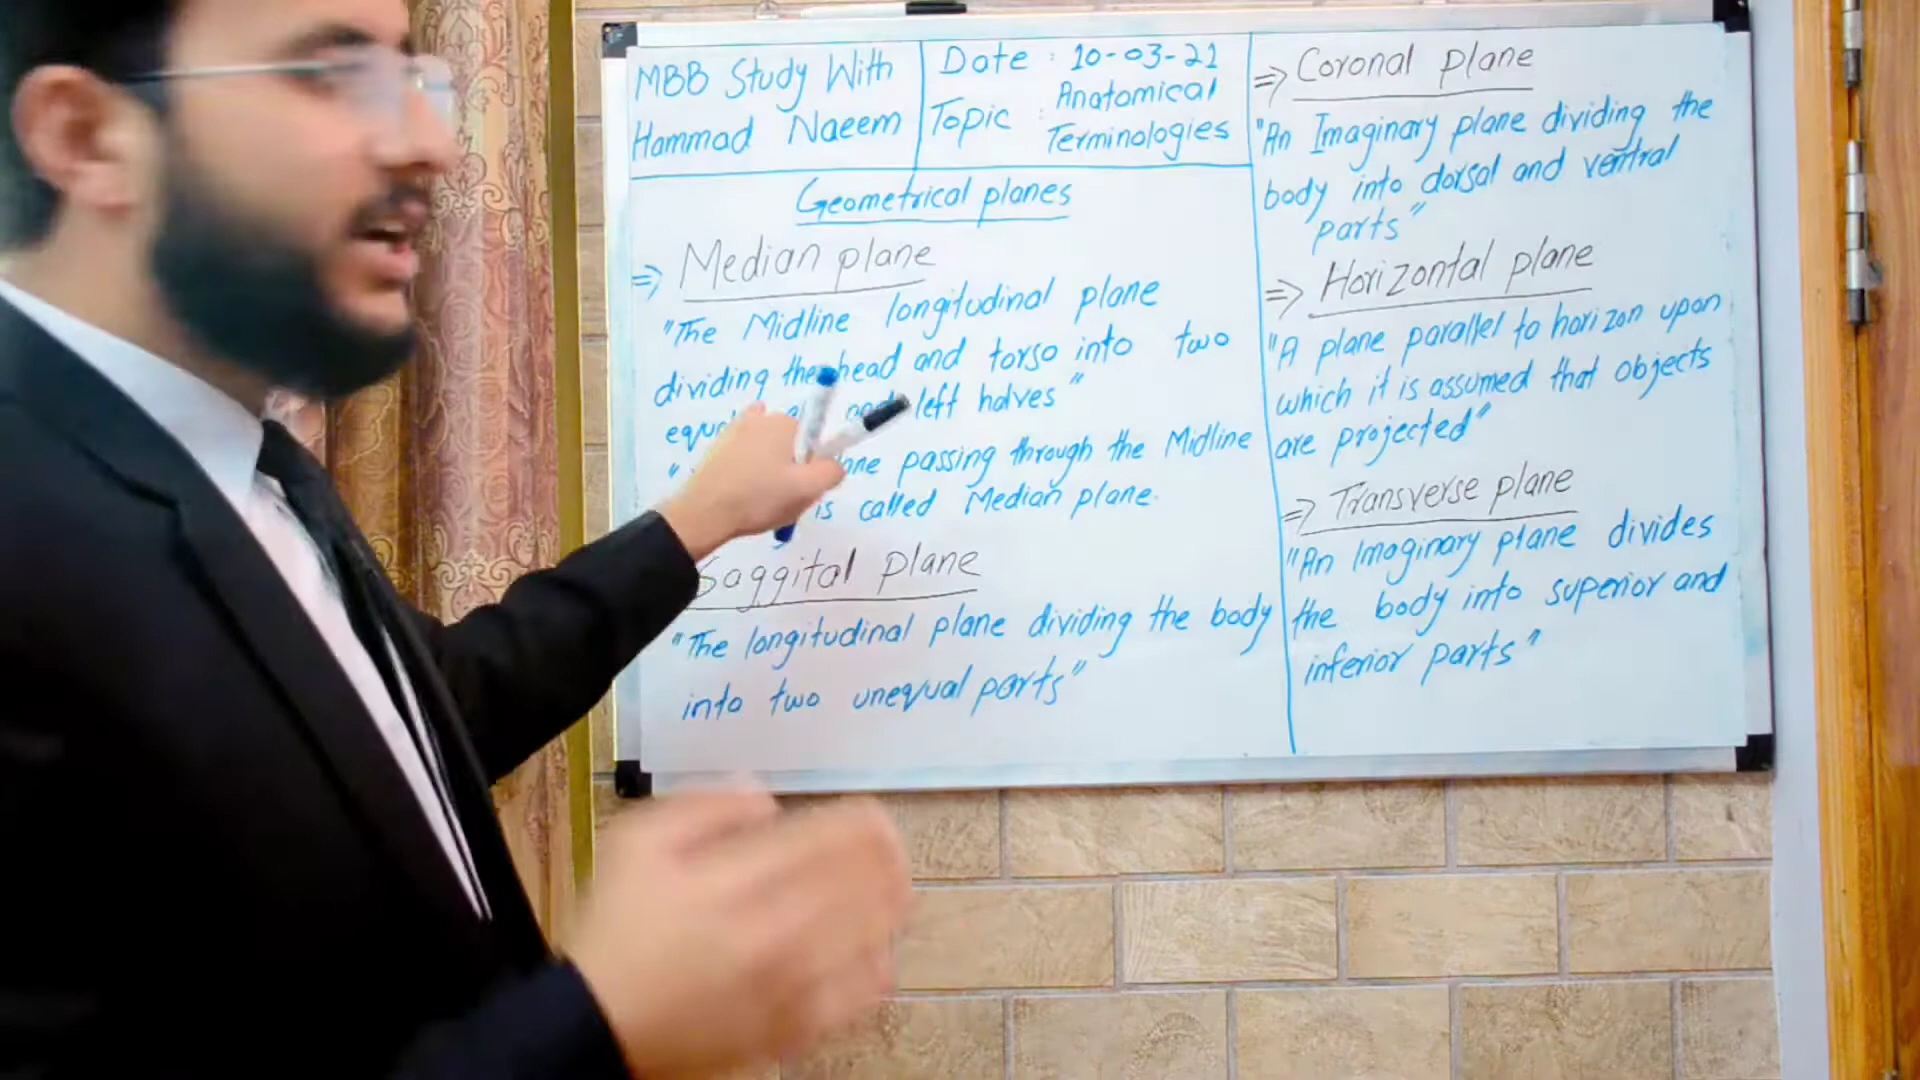 MBB Study With
Hammad Naeem
Date : 10-03-21
Topic : Anatomical
Terminologies
Geometrical planes
⇒ Median plane
"The Midline longitudinal plane
dividing the head and torso into two
left halves"
passing through the Midline
is called Median plane.
Saggital plane
"The longitudinal plane dividing the body
into two unequal parts"
⇒ Coronal plane
"An Imaginary plane dividing the
body into dorsal and ventral
parts"
⇒ Horizontal plane
"A plane parallel to horizon upon
which it is assumed that objects
are projected"
⇒ Transverse plane
"An Imaginary plane divides
the body into superior and
inferior parts"